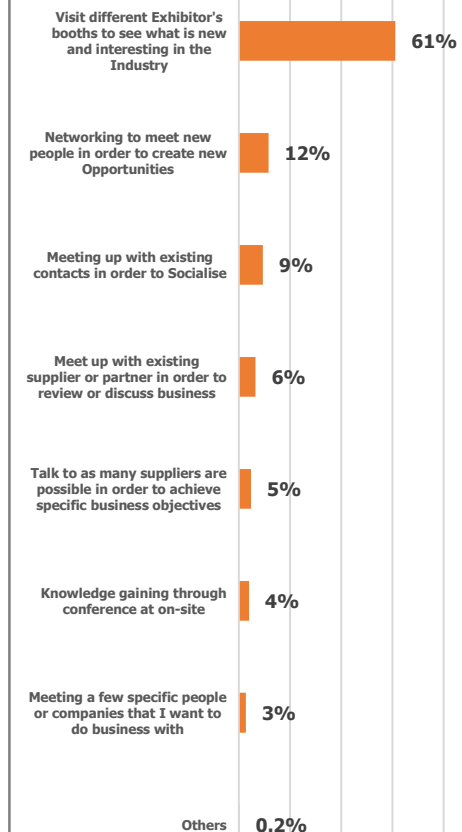 Visit different Exhibitor's
booths to see what is new
and interesting in the
Industry
61%
Networking to meet new
people in order to create new
Opportunities
12%
Meeting up with existing
contacts in order to Socialise
9%
Meet up with existing
supplier or partner in order to
review or discuss business
6%
Talk to as many suppliers are
possible in order to achieve
specific business objectives
5%
Knowledge gaining through
conference at on-site
4%
Meeting a few specific people
or companies that I want to
do business with
3%
Others
0.2%